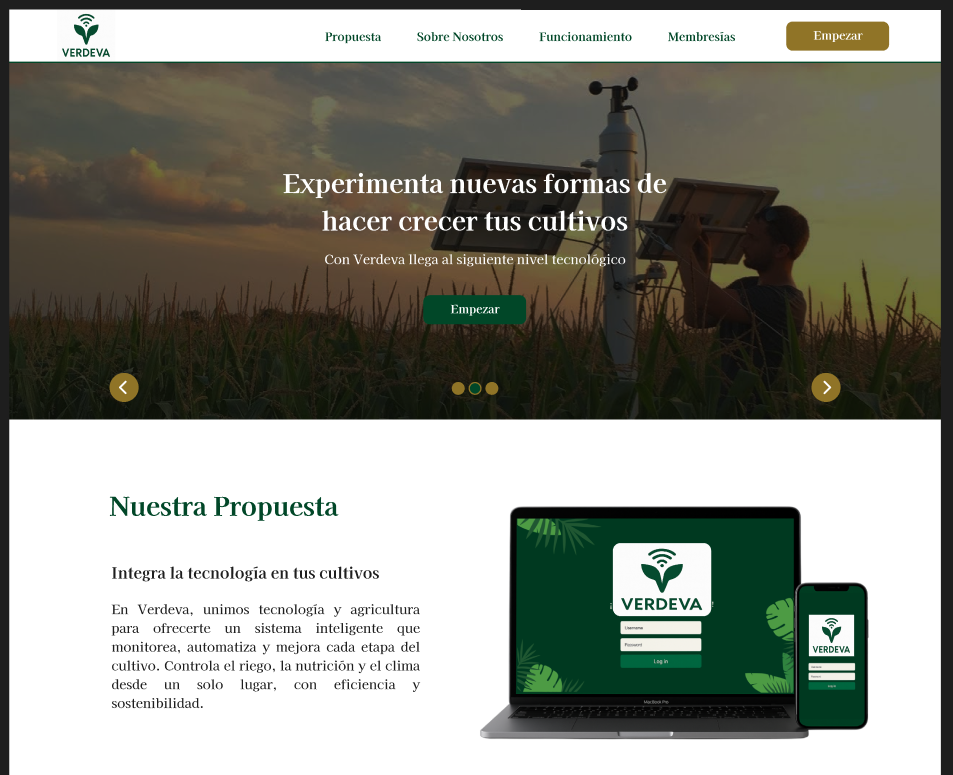 VERDEVA
Propuesta
Sobre Nosotros
Funcionamiento
Membresías
Empezar
Experimenta nuevas formas de
hacer crecer tus cultivos
Con Verdeva llega al siguiente nivel tecnológico
Empezar
Nuestra Propuesta
Integra la tecnología en tus cultivos
En Verdeva, unimos tecnología y agricultura
para ofrecerte un sistema inteligente que
monitorea, automatiza y mejora cada etapa del
cultivo. Controla el riego, la nutrición y el clima
desde un solo lugar, con eficiencia y
sostenibilidad.
VERDEVA
Username
Password
Log in
MacBook Pro
VERDEVA